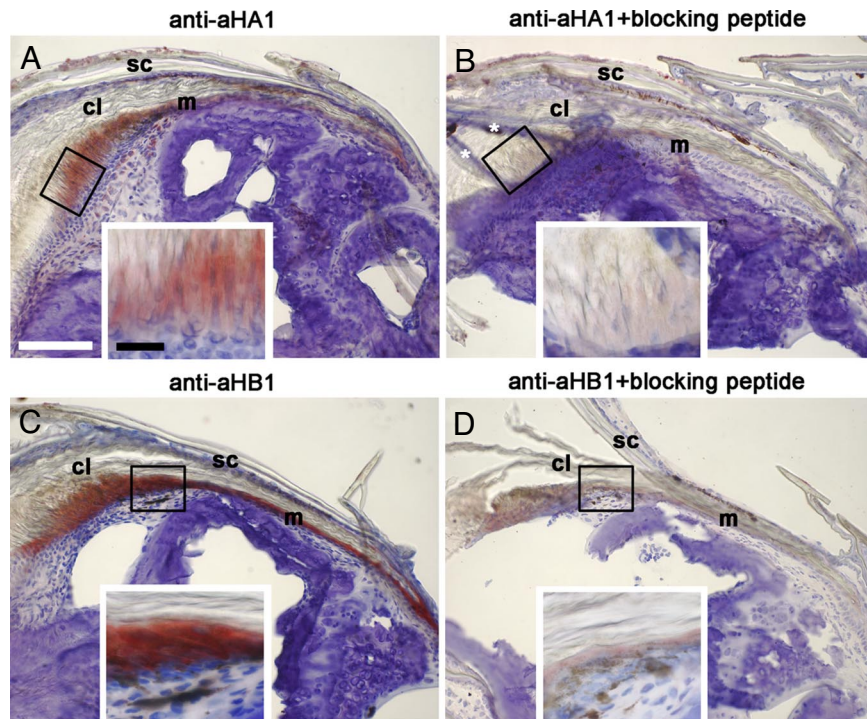 anti-aHA1
anti-aHA1+blocking peptide
A
sc
cl
m
B
sc
cl
m
*
*
anti-aHB1
anti-aHB1+blocking peptide
C
sc
cl
m
D
sc
cl
m